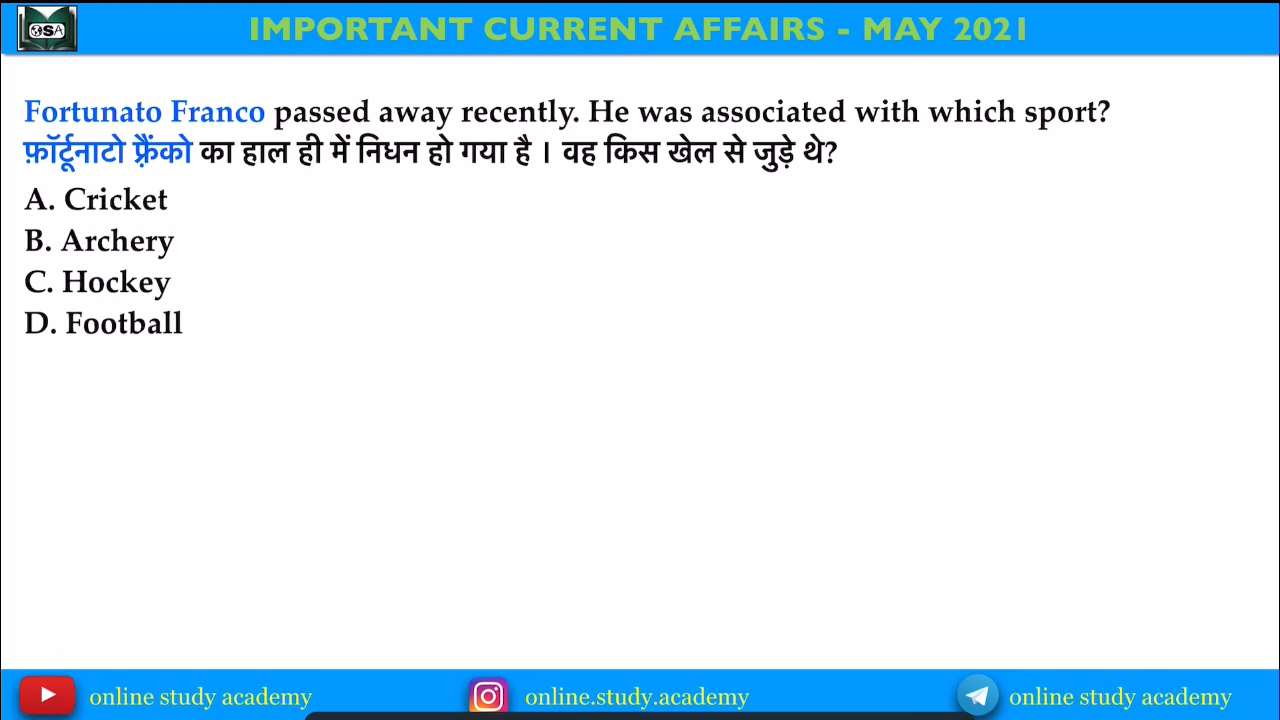 OSA
IMPORTANT CURRENT AFFAIRS - MAY 2021
Fortunato Franco passed away recently. He was associated with which sport?
फ़ॉर्टूनाटो फ़्रैंको का हाल ही में निधन हो गया है । वह किस खेल से जुड़े थे?
A. Cricket
B. Archery
C. Hockey
D. Football
online study academy
online.study.academy
online study academy